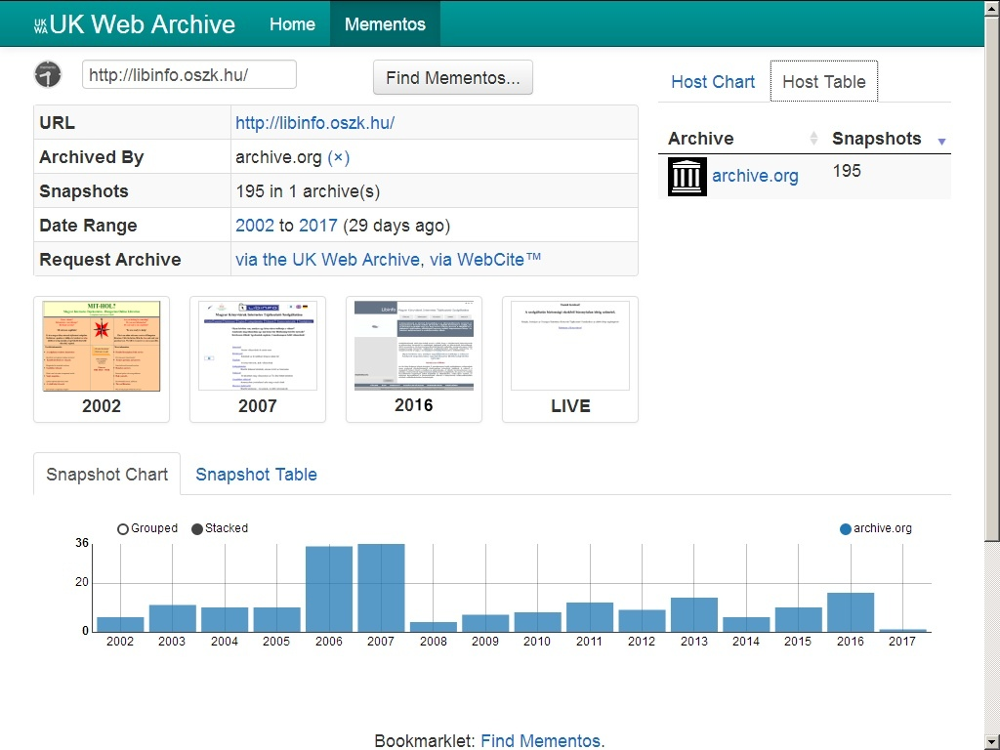 UK WA UK Web Archive Home Mementos
http://libinfo.oszk.hu/ Find Mementos...
URL http://libinfo.oszk.hu/
Archived By archive.org (×)
Snapshots 195 in 1 archive(s)
Date Range 2002 to 2017 (29 days ago)
Request Archive via the UK Web Archive, via WebCite™
Host Chart Host Table
Archive Snapshots
archive.org 195
MIT-HOL?
LIBINFO
Libinfo
2002 2007 2016 LIVE
Snapshot Chart Snapshot Table
Grouped Stacked archive.org
36
20
0
2002 2003 2004 2005 2006 2007 2008 2009 2010 2011 2012 2013 2014 2015 2016 2017
Bookmarklet: Find Mementos.